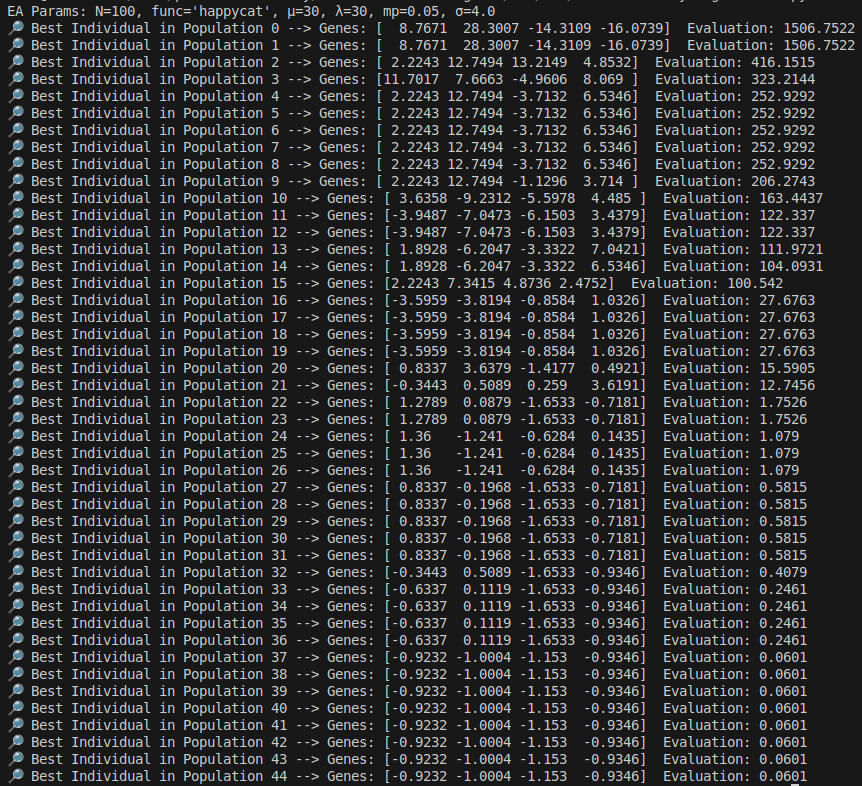 EA Params: N=100, func='happycat', μ=30, λ=30, mp=0.05, σ=4.0
🔎 Best Individual in Population 0 --> Genes: [  8.7671  28.3007 -14.3109 -16.0739]  Evaluation: 1506.7522
🔎 Best Individual in Population 1 --> Genes: [  8.7671  28.3007 -14.3109 -16.0739]  Evaluation: 1506.7522
🔎 Best Individual in Population 2 --> Genes: [ 2.2243 12.7494 13.2149  4.8532]  Evaluation: 416.1515
🔎 Best Individual in Population 3 --> Genes: [11.7017  7.6663 -4.9606  8.069 ]  Evaluation: 323.2144
🔎 Best Individual in Population 4 --> Genes: [ 2.2243 12.7494 -3.7132  6.5346]  Evaluation: 252.9292
🔎 Best Individual in Population 5 --> Genes: [ 2.2243 12.7494 -3.7132  6.5346]  Evaluation: 252.9292
🔎 Best Individual in Population 6 --> Genes: [ 2.2243 12.7494 -3.7132  6.5346]  Evaluation: 252.9292
🔎 Best Individual in Population 7 --> Genes: [ 2.2243 12.7494 -3.7132  6.5346]  Evaluation: 252.9292
🔎 Best Individual in Population 8 --> Genes: [ 2.2243 12.7494 -3.7132  6.5346]  Evaluation: 252.9292
🔎 Best Individual in Population 9 --> Genes: [ 2.2243 12.7494 -1.1296  3.714 ]  Evaluation: 206.2743
🔎 Best Individual in Population 10 --> Genes: [ 3.6358 -9.2312 -5.5978  4.485 ]  Evaluation: 163.4437
🔎 Best Individual in Population 11 --> Genes: [-3.9487 -7.0473 -6.1503  3.4379]  Evaluation: 122.337
🔎 Best Individual in Population 12 --> Genes: [-3.9487 -7.0473 -6.1503  3.4379]  Evaluation: 122.337
🔎 Best Individual in Population 13 --> Genes: [ 1.8928 -6.2047 -3.3322  7.0421]  Evaluation: 111.9721
🔎 Best Individual in Population 14 --> Genes: [ 1.8928 -6.2047 -3.3322  6.5346]  Evaluation: 104.0931
🔎 Best Individual in Population 15 --> Genes: [2.2243 7.3415 4.8736 2.4752]  Evaluation: 100.542
🔎 Best Individual in Population 16 --> Genes: [-3.5959 -3.8194 -0.8584  1.0326]  Evaluation: 27.6763
🔎 Best Individual in Population 17 --> Genes: [-3.5959 -3.8194 -0.8584  1.0326]  Evaluation: 27.6763
🔎 Best Individual in Population 18 --> Genes: [-3.5959 -3.8194 -0.8584  1.0326]  Evaluation: 27.6763
🔎 Best Individual in Population 19 --> Genes: [-3.5959 -3.8194 -0.8584  1.0326]  Evaluation: 27.6763
🔎 Best Individual in Population 20 --> Genes: [ 0.8337  3.6379 -1.4177  0.4921]  Evaluation: 15.5905
🔎 Best Individual in Population 21 --> Genes: [-0.3443  0.5089  0.259   3.6191]  Evaluation: 12.7456
🔎 Best Individual in Population 22 --> Genes: [ 1.2789  0.0879 -1.6533 -0.7181]  Evaluation: 1.7526
🔎 Best Individual in Population 23 --> Genes: [ 1.2789  0.0879 -1.6533 -0.7181]  Evaluation: 1.7526
🔎 Best Individual in Population 24 --> Genes: [ 1.36   -1.241  -0.6284  0.1435]  Evaluation: 1.079
🔎 Best Individual in Population 25 --> Genes: [ 1.36   -1.241  -0.6284  0.1435]  Evaluation: 1.079
🔎 Best Individual in Population 26 --> Genes: [ 1.36   -1.241  -0.6284  0.1435]  Evaluation: 1.079
🔎 Best Individual in Population 27 --> Genes: [ 0.8337 -0.1968 -1.6533 -0.7181]  Evaluation: 0.5815
🔎 Best Individual in Population 28 --> Genes: [ 0.8337 -0.1968 -1.6533 -0.7181]  Evaluation: 0.5815
🔎 Best Individual in Population 29 --> Genes: [ 0.8337 -0.1968 -1.6533 -0.7181]  Evaluation: 0.5815
🔎 Best Individual in Population 30 --> Genes: [ 0.8337 -0.1968 -1.6533 -0.7181]  Evaluation: 0.5815
🔎 Best Individual in Population 31 --> Genes: [ 0.8337 -0.1968 -1.6533 -0.7181]  Evaluation: 0.5815
🔎 Best Individual in Population 32 --> Genes: [-0.3443  0.5089 -1.6533 -0.9346]  Evaluation: 0.4079
🔎 Best Individual in Population 33 --> Genes: [-0.6337  0.1119 -1.6533 -0.9346]  Evaluation: 0.2461
🔎 Best Individual in Population 34 --> Genes: [-0.6337  0.1119 -1.6533 -0.9346]  Evaluation: 0.2461
🔎 Best Individual in Population 35 --> Genes: [-0.6337  0.1119 -1.6533 -0.9346]  Evaluation: 0.2461
🔎 Best Individual in Population 36 --> Genes: [-0.6337  0.1119 -1.6533 -0.9346]  Evaluation: 0.2461
🔎 Best Individual in Population 37 --> Genes: [-0.9232 -1.0004 -1.153  -0.9346]  Evaluation: 0.0601
🔎 Best Individual in Population 38 --> Genes: [-0.9232 -1.0004 -1.153  -0.9346]  Evaluation: 0.0601
🔎 Best Individual in Population 39 --> Genes: [-0.9232 -1.0004 -1.153  -0.9346]  Evaluation: 0.0601
🔎 Best Individual in Population 40 --> Genes: [-0.9232 -1.0004 -1.153  -0.9346]  Evaluation: 0.0601
🔎 Best Individual in Population 41 --> Genes: [-0.9232 -1.0004 -1.153  -0.9346]  Evaluation: 0.0601
🔎 Best Individual in Population 42 --> Genes: [-0.9232 -1.0004 -1.153  -0.9346]  Evaluation: 0.0601
🔎 Best Individual in Population 43 --> Genes: [-0.9232 -1.0004 -1.153  -0.9346]  Evaluation: 0.0601
🔎 Best Individual in Population 44 --> Genes: [-0.9232 -1.0004 -1.153  -0.9346]  Evaluation: 0.0601